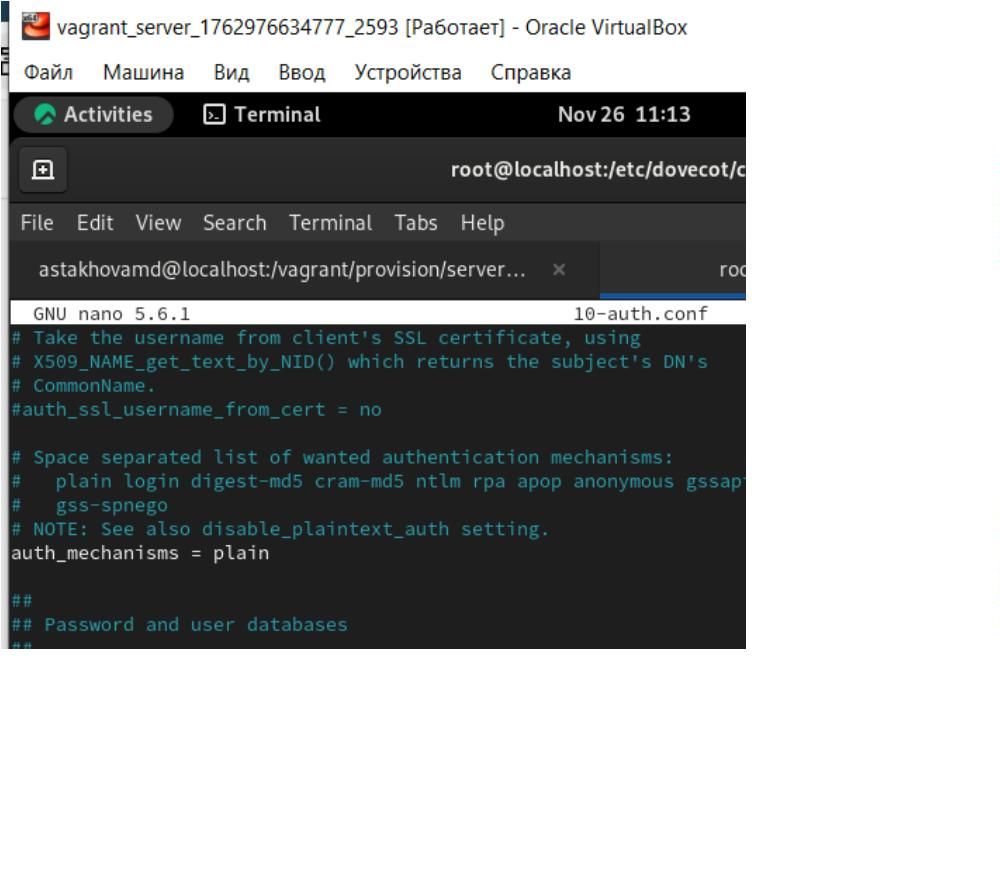 vagrant_server_1762976634777_2593 [Работает] - Oracle VirtualBox
Файл Машина Вид Ввод Устройства Справка
Activities Terminal Nov 26 11:13
root@localhost:/etc/dovecot/c
File Edit View Search Terminal Tabs Help
astakhovamd@localhost:/vagrant/provision/server... × roo
GNU nano 5.6.1 10-auth.conf
# Take the username from client's SSL certificate, using
# X509_NAME_get_text_by_NID() which returns the subject's DN's
# CommonName.
#auth_ssl_username_from_cert = no
# Space separated list of wanted authentication mechanisms:
#   plain login digest-md5 cram-md5 ntlm rpa apop anonymous gssap
#   gss-spnego
# NOTE: See also disable_plaintext_auth setting.
auth_mechanisms = plain
##
## Password and user databases
##